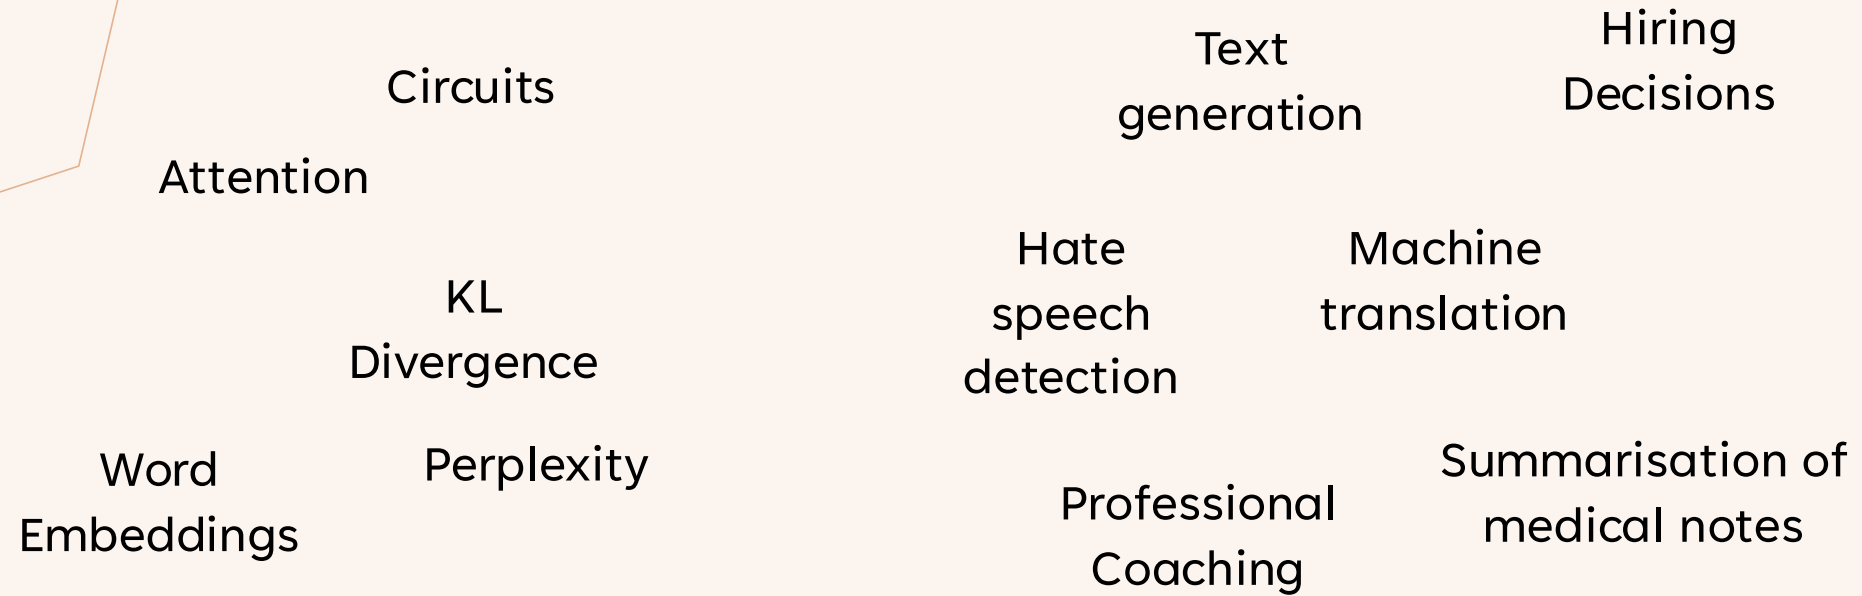 Circuits
Attention
KL
Divergence
Word
Embeddings
Perplexity
Text
generation
Hiring
Decisions
Hate
speech
detection
Machine
translation
Professional
Coaching
Summarisation of
medical notes